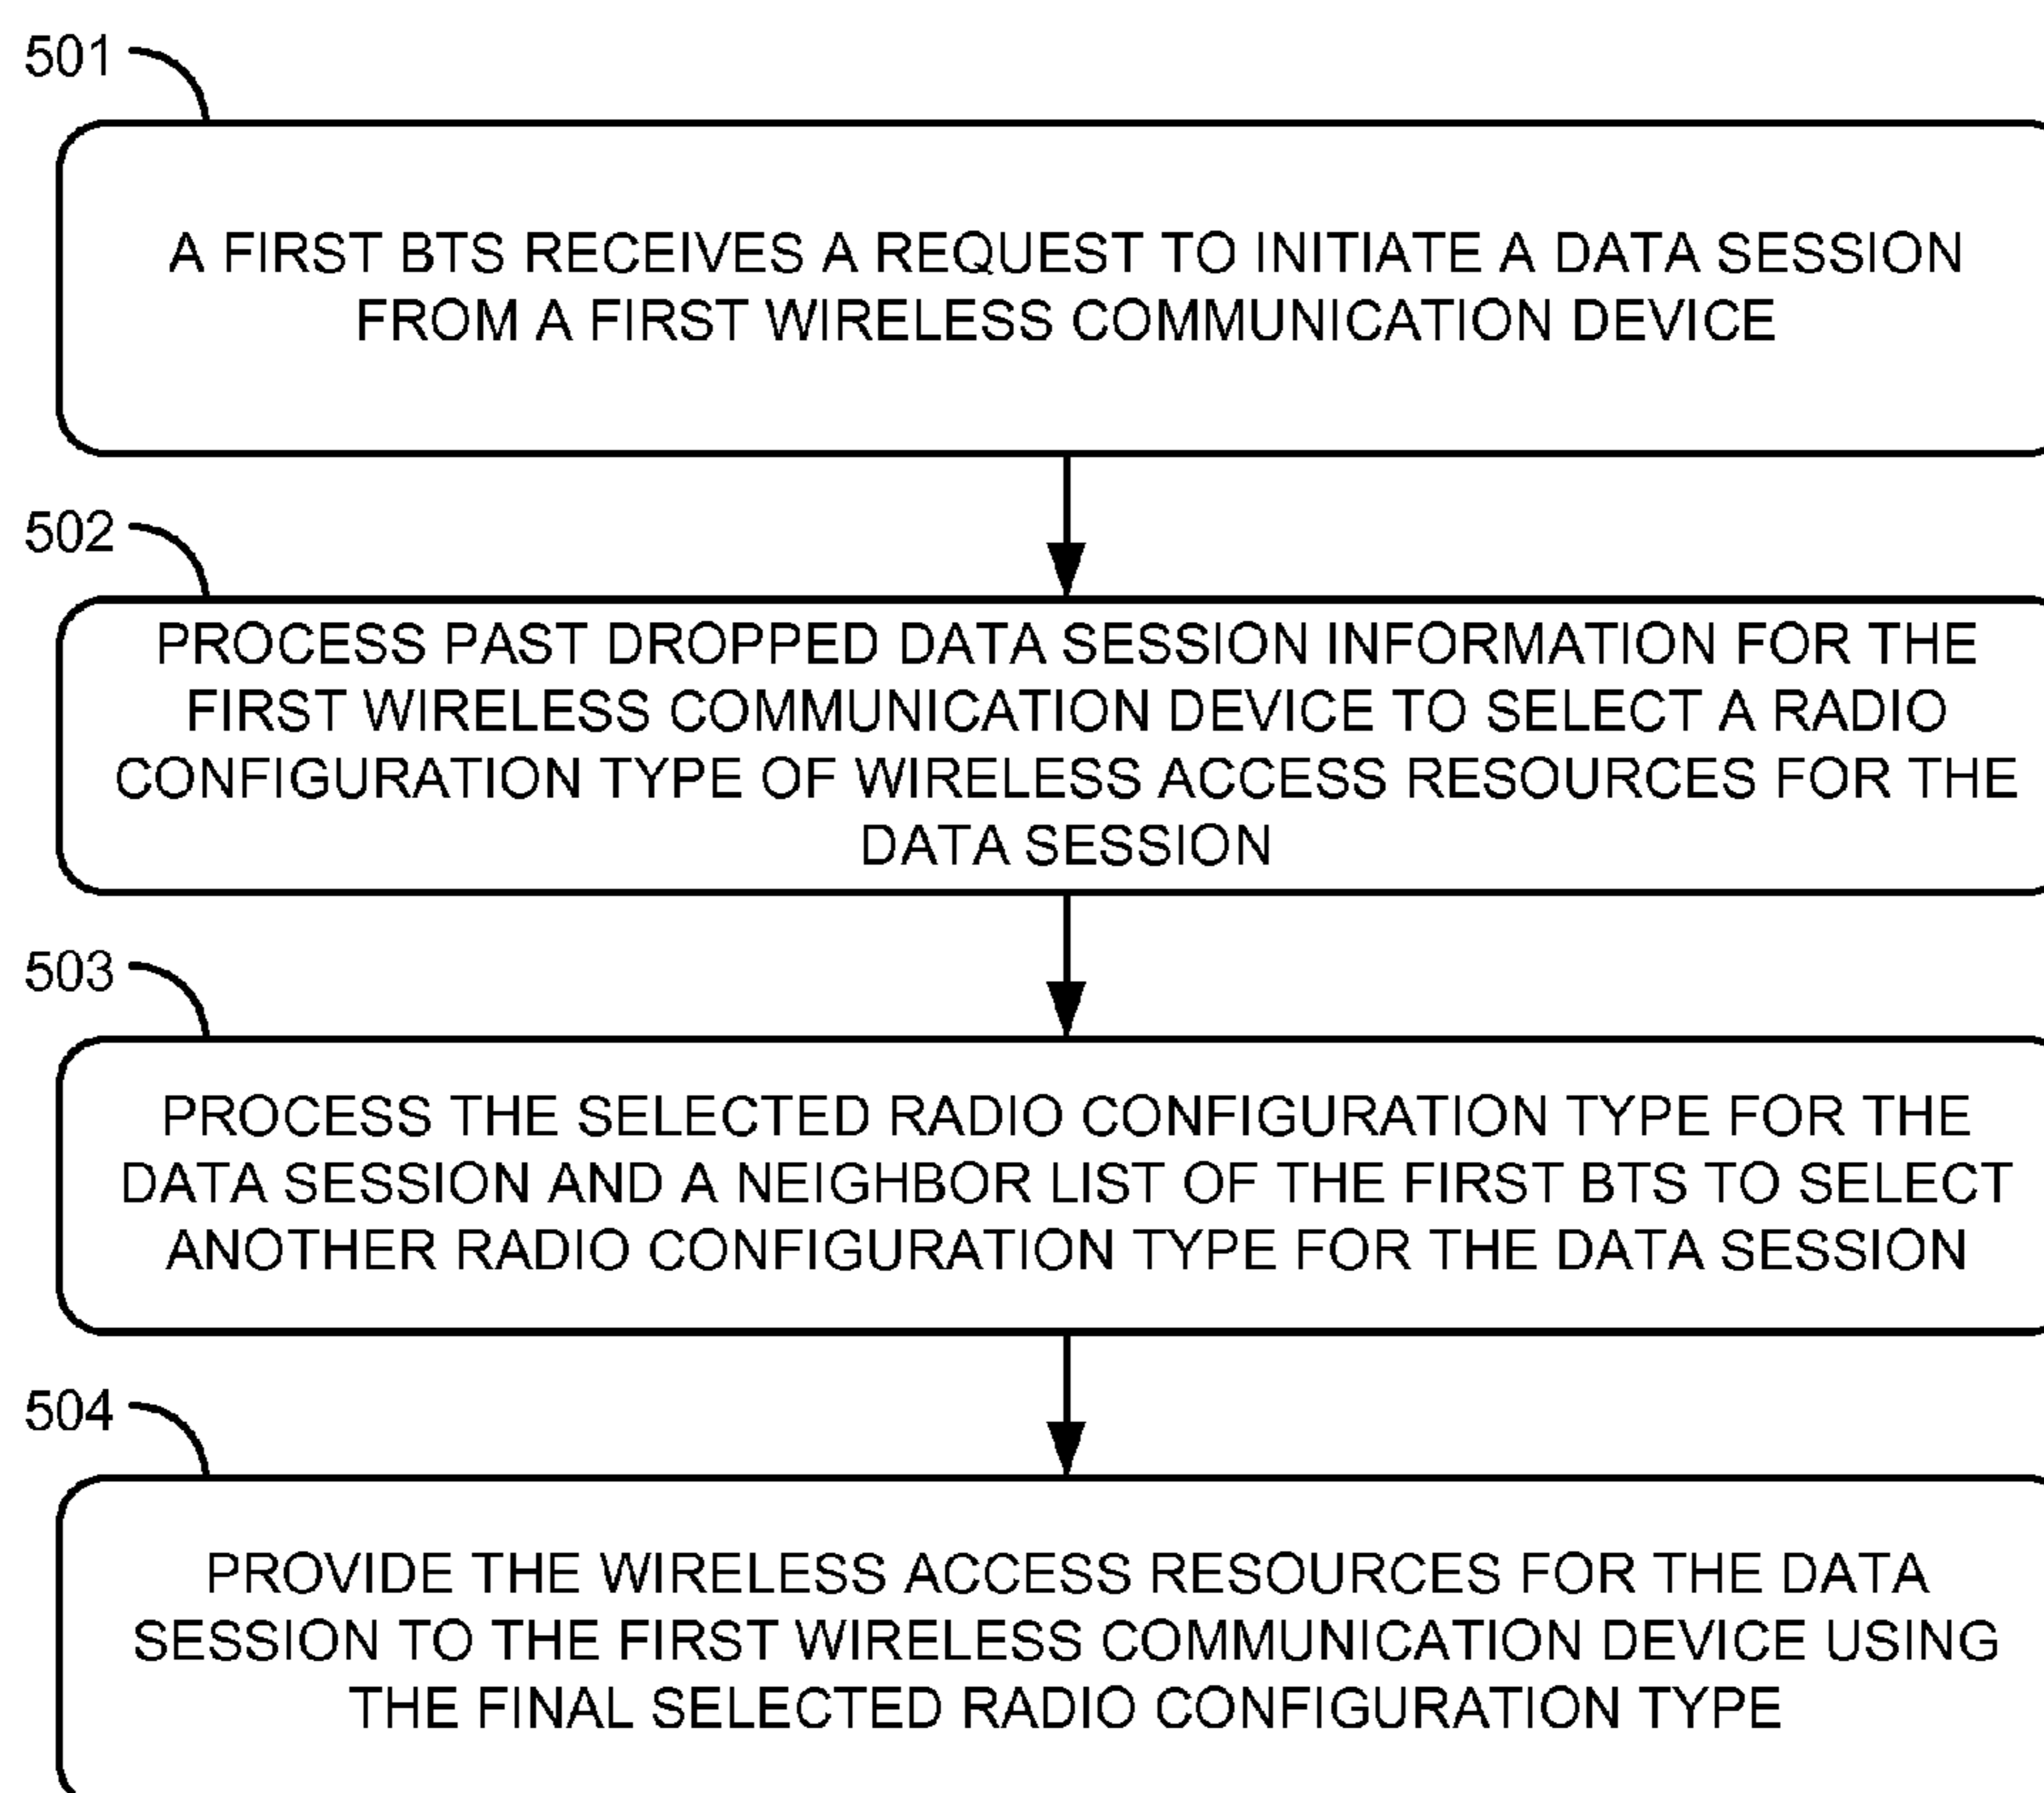 501
A FIRST BTS RECEIVES A REQUEST TO INITIATE A DATA SESSION
FROM A FIRST WIRELESS COMMUNICATION DEVICE
502
PROCESS PAST DROPPED DATA SESSION INFORMATION FOR THE
FIRST WIRELESS COMMUNICATION DEVICE TO SELECT A RADIO
CONFIGURATION TYPE OF WIRELESS ACCESS RESOURCES FOR THE
DATA SESSION
503
PROCESS THE SELECTED RADIO CONFIGURATION TYPE FOR THE
DATA SESSION AND A NEIGHBOR LIST OF THE FIRST BTS TO SELECT
ANOTHER RADIO CONFIGURATION TYPE FOR THE DATA SESSION
504
PROVIDE THE WIRELESS ACCESS RESOURCES FOR THE DATA
SESSION TO THE FIRST WIRELESS COMMUNICATION DEVICE USING
THE FINAL SELECTED RADIO CONFIGURATION TYPE